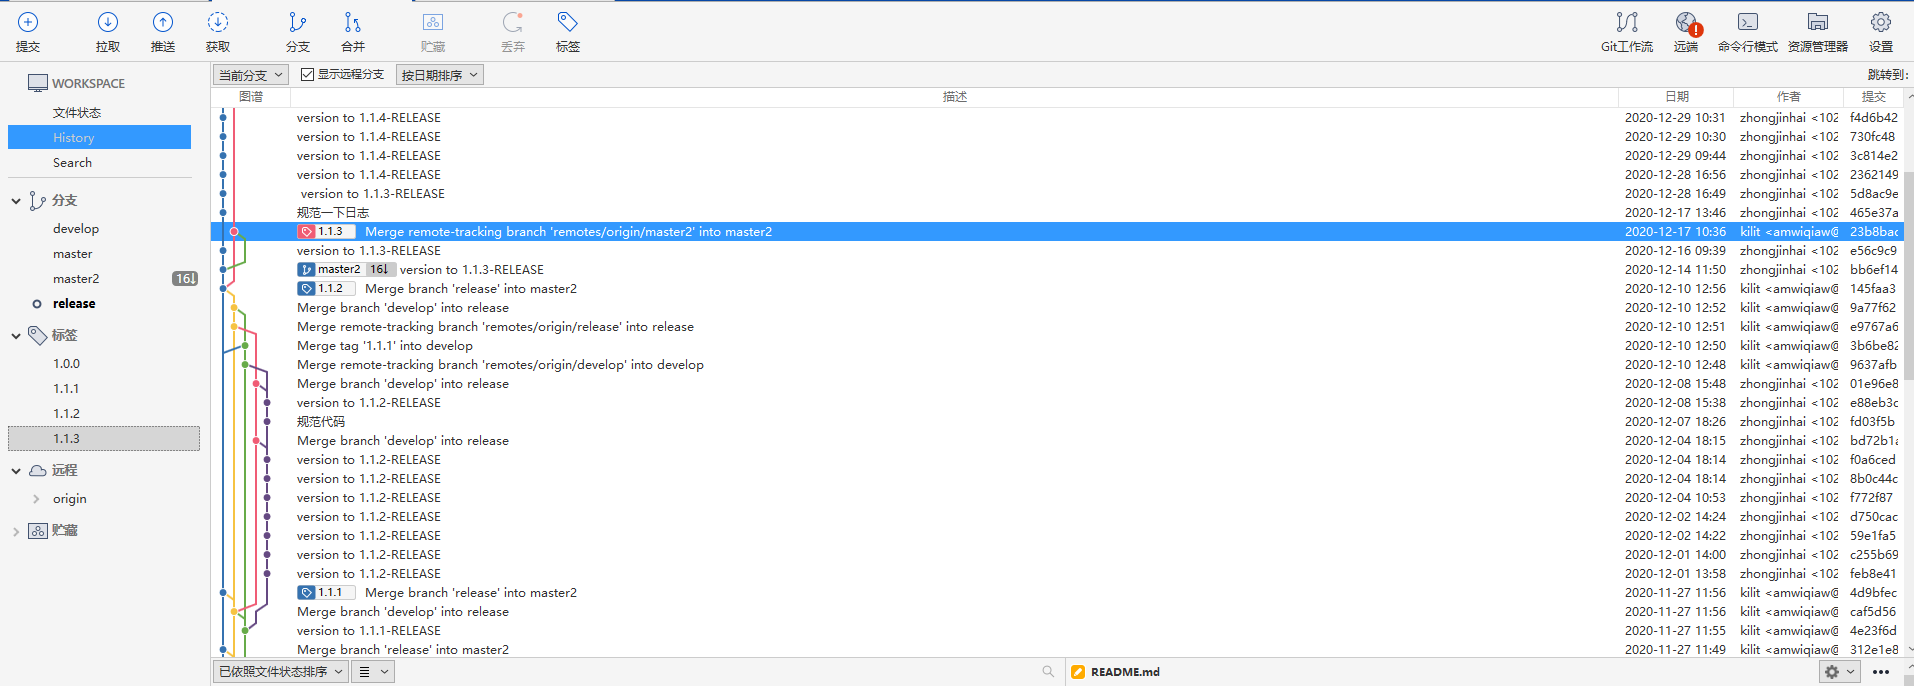 提交 拉取 推送 获取 分支 合并 贮藏 丢弃 标签 Git工作流 远端 命令行模式 资源管理器 设置
WORKSPACE
文件状态
History
Search
分支
develop
master
master2 16↓
release
标签
1.0.0
1.1.1
1.1.2
1.1.3
远程
origin
贮藏
当前分支 显示远程分支 按日期排序 跳转到:
图谱 描述 日期 作者 提交
version to 1.1.4-RELEASE 2020-12-29 10:31 zhongjinhai <102 f4d6b42
version to 1.1.4-RELEASE 2020-12-29 10:30 zhongjinhai <102 730fc48
version to 1.1.4-RELEASE 2020-12-29 09:44 zhongjinhai <102 3c814e2
version to 1.1.4-RELEASE 2020-12-28 16:56 zhongjinhai <102 2362149
version to 1.1.3-RELEASE 2020-12-28 16:49 zhongjinhai <102 5d8ac9e
规范一下日志 2020-12-17 13:46 zhongjinhai <102 465e37a
1.1.3 Merge remote-tracking branch 'remotes/origin/master2' into master2 2020-12-17 10:36 kilit <amwiqiaw@ 23b8bac
version to 1.1.3-RELEASE 2020-12-16 09:39 zhongjinhai <102 e56c9c9
master2 16↓ version to 1.1.3-RELEASE 2020-12-14 11:50 zhongjinhai <102 bb6ef14
1.1.2 Merge branch 'release' into master2 2020-12-10 12:56 kilit <amwiqiaw@ 145faa3
Merge branch 'develop' into release 2020-12-10 12:52 kilit <amwiqiaw@ 9a77f62
Merge remote-tracking branch 'remotes/origin/release' into release 2020-12-10 12:51 kilit <amwiqiaw@ e9767a6
Merge tag '1.1.1' into develop 2020-12-10 12:50 kilit <amwiqiaw@ 3b6be82
Merge remote-tracking branch 'remotes/origin/develop' into develop 2020-12-10 12:48 kilit <amwiqiaw@ 9637afb
Merge branch 'develop' into release 2020-12-08 15:48 zhongjinhai <102 01e96e8
version to 1.1.2-RELEASE 2020-12-08 15:38 zhongjinhai <102 e88eb3c
规范代码 2020-12-07 18:26 zhongjinhai <102 fd03f5b
Merge branch 'develop' into release 2020-12-04 18:15 zhongjinhai <102 bd72b1a
version to 1.1.2-RELEASE 2020-12-04 18:14 zhongjinhai <102 f0a6ced
version to 1.1.2-RELEASE 2020-12-04 18:14 zhongjinhai <102 8b0c44c
version to 1.1.2-RELEASE 2020-12-04 10:53 zhongjinhai <102 f772f87
version to 1.1.2-RELEASE 2020-12-02 14:24 zhongjinhai <102 d750cac
version to 1.1.2-RELEASE 2020-12-02 14:22 zhongjinhai <102 59e1fa5
version to 1.1.2-RELEASE 2020-12-01 14:00 zhongjinhai <102 c255b69
version to 1.1.2-RELEASE 2020-12-01 13:58 zhongjinhai <102 feb8e41
1.1.1 Merge branch 'release' into master2 2020-11-27 11:56 kilit <amwiqiaw@ 4d9bfec
Merge branch 'develop' into release 2020-11-27 11:56 kilit <amwiqiaw@ caf5d56
version to 1.1.1-RELEASE 2020-11-27 11:55 kilit <amwiqiaw@ 4e23f6d
Merge branch 'release' into master2 2020-11-27 11:49 kilit <amwiqiaw@ 312e1e8
已依照文件状态排序 README.md